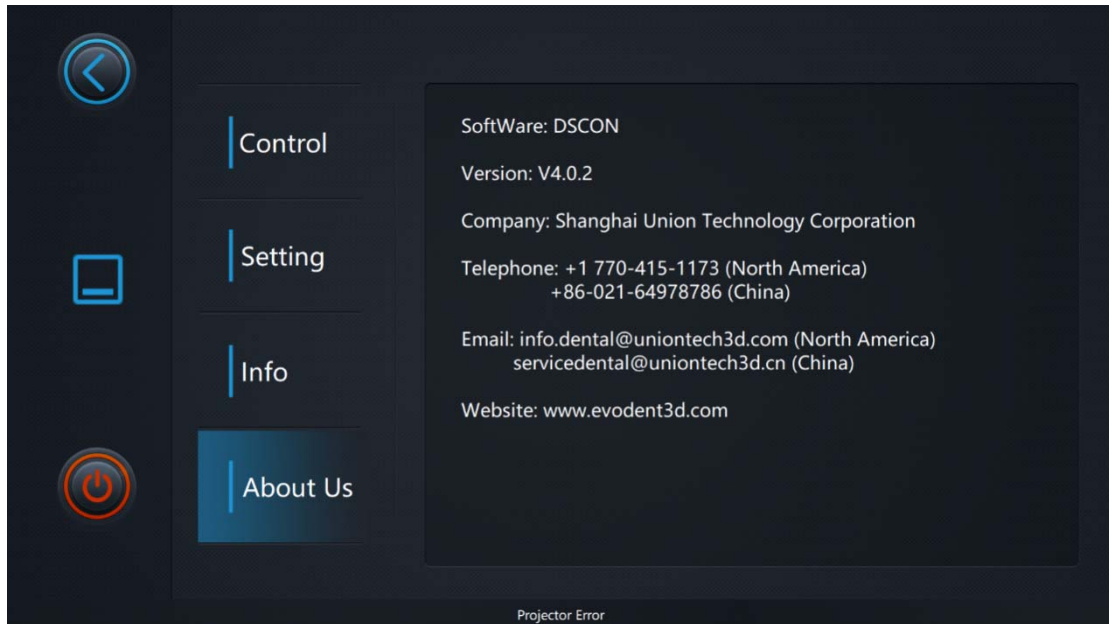 Control
Setting
Info
About Us
SoftWare: DSCON
Version: V4.0.2
Company: Shanghai Union Technology Corporation
Telephone: +1 770-415-1173 (North America)
+86-021-64978786 (China)
Email: info.dental@uniontech3d.com (North America)
servicedental@uniontech3d.cn (China)
Website: www.evodent3d.com
Projector Error